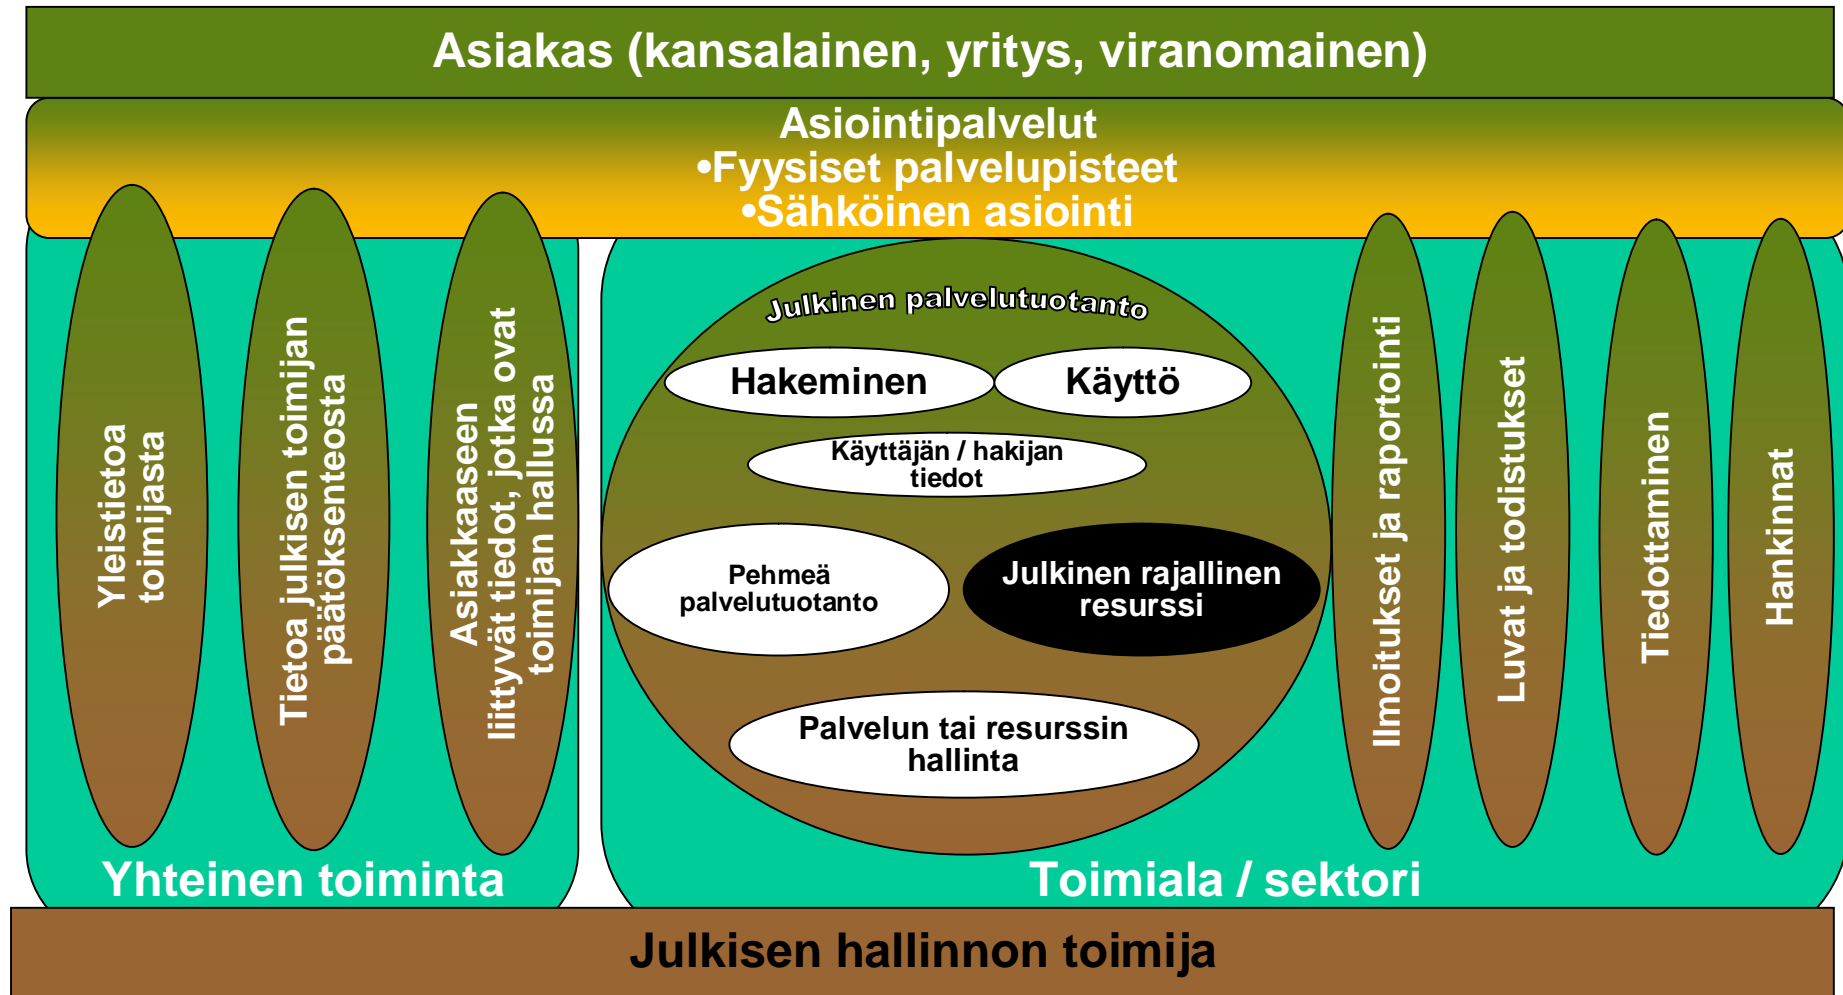 Asiakas (kansalainen, yritys, viranomainen)
Asiointipalvelut
•Fyysiset palvelupisteet
•Sähköinen asiointi
Yleistietoa
toimijasta
Tietoa julkisen toimijan
päätöksenteosta
Asiakkaaseen
liittyvät tiedot, jotka ovat
toimijan hallussa
Yhteinen toiminta
Julkinen palvelutuotanto
Hakeminen
Käyttö
Käyttäjän / hakijan
tiedot
Pehmeä
palvelutuotanto
Julkinen rajallinen
resurssi
Palvelun tai resurssin
hallinta
Ilmoitukset ja raportointi
Luvat ja todistukset
Tiedottaminen
Hankinnat
Toimiala / sektori
Julkisen hallinnon toimija